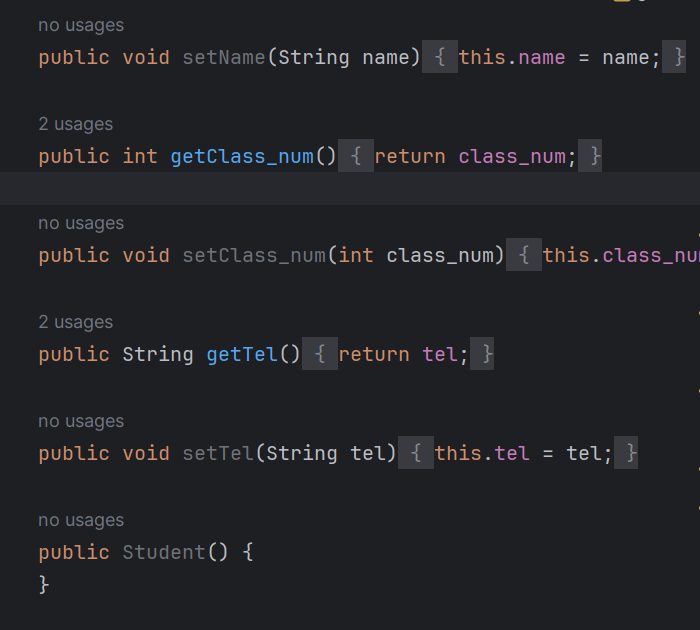 no usages
public void setName(String name) { this.name = name; }
2 usages
public int getClass_num() { return class_num; }
no usages
public void setClass_num(int class_num) { this.class_nu
2 usages
public String getTel() { return tel; }
no usages
public void setTel(String tel) { this.tel = tel; }
no usages
public Student() {
}